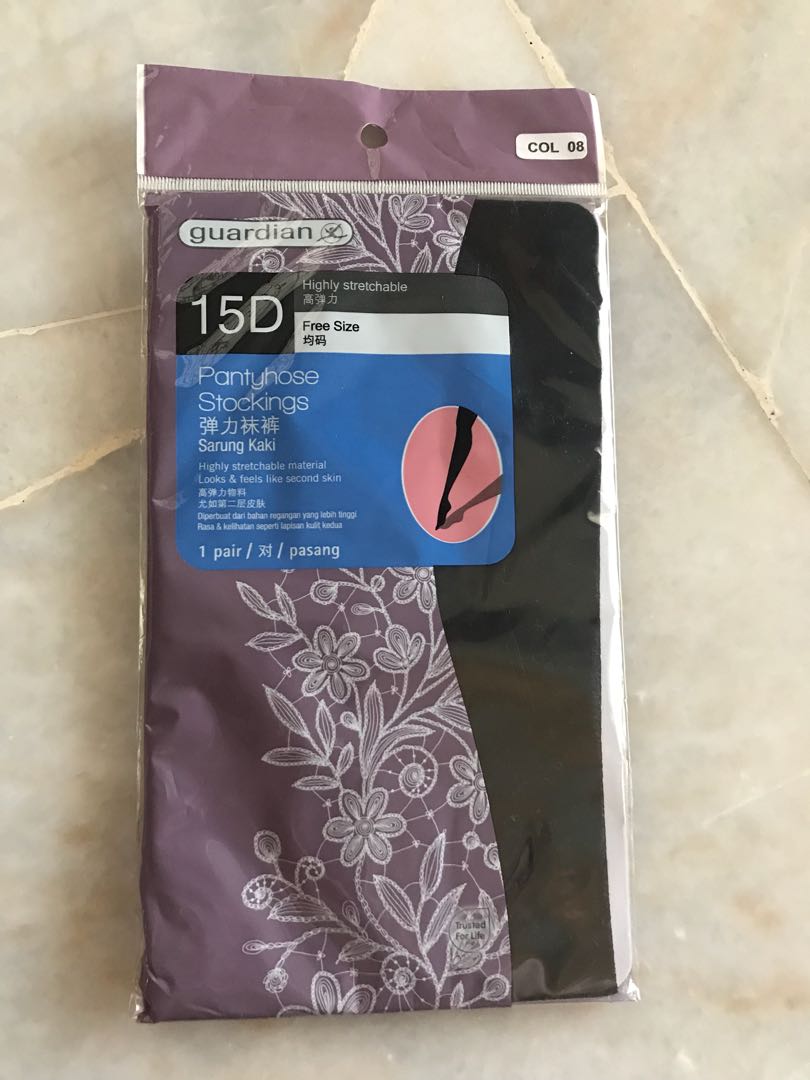 COL 08
guardian
15D
Highly stretchable
高弹力
Free Size
均码
Pantyhose
Stockings
弹力袜裤
Sarung Kaki
Highly stretchable material
Looks & feels like second skin
高弹力物料
尤如第二层皮肤
Diperbuat dari bahan regangan yang lebih tinggi
Rasa & kelihatan seperti lapisan kulit kedua
1 pair / 对 / pasang
Trusted
For Life